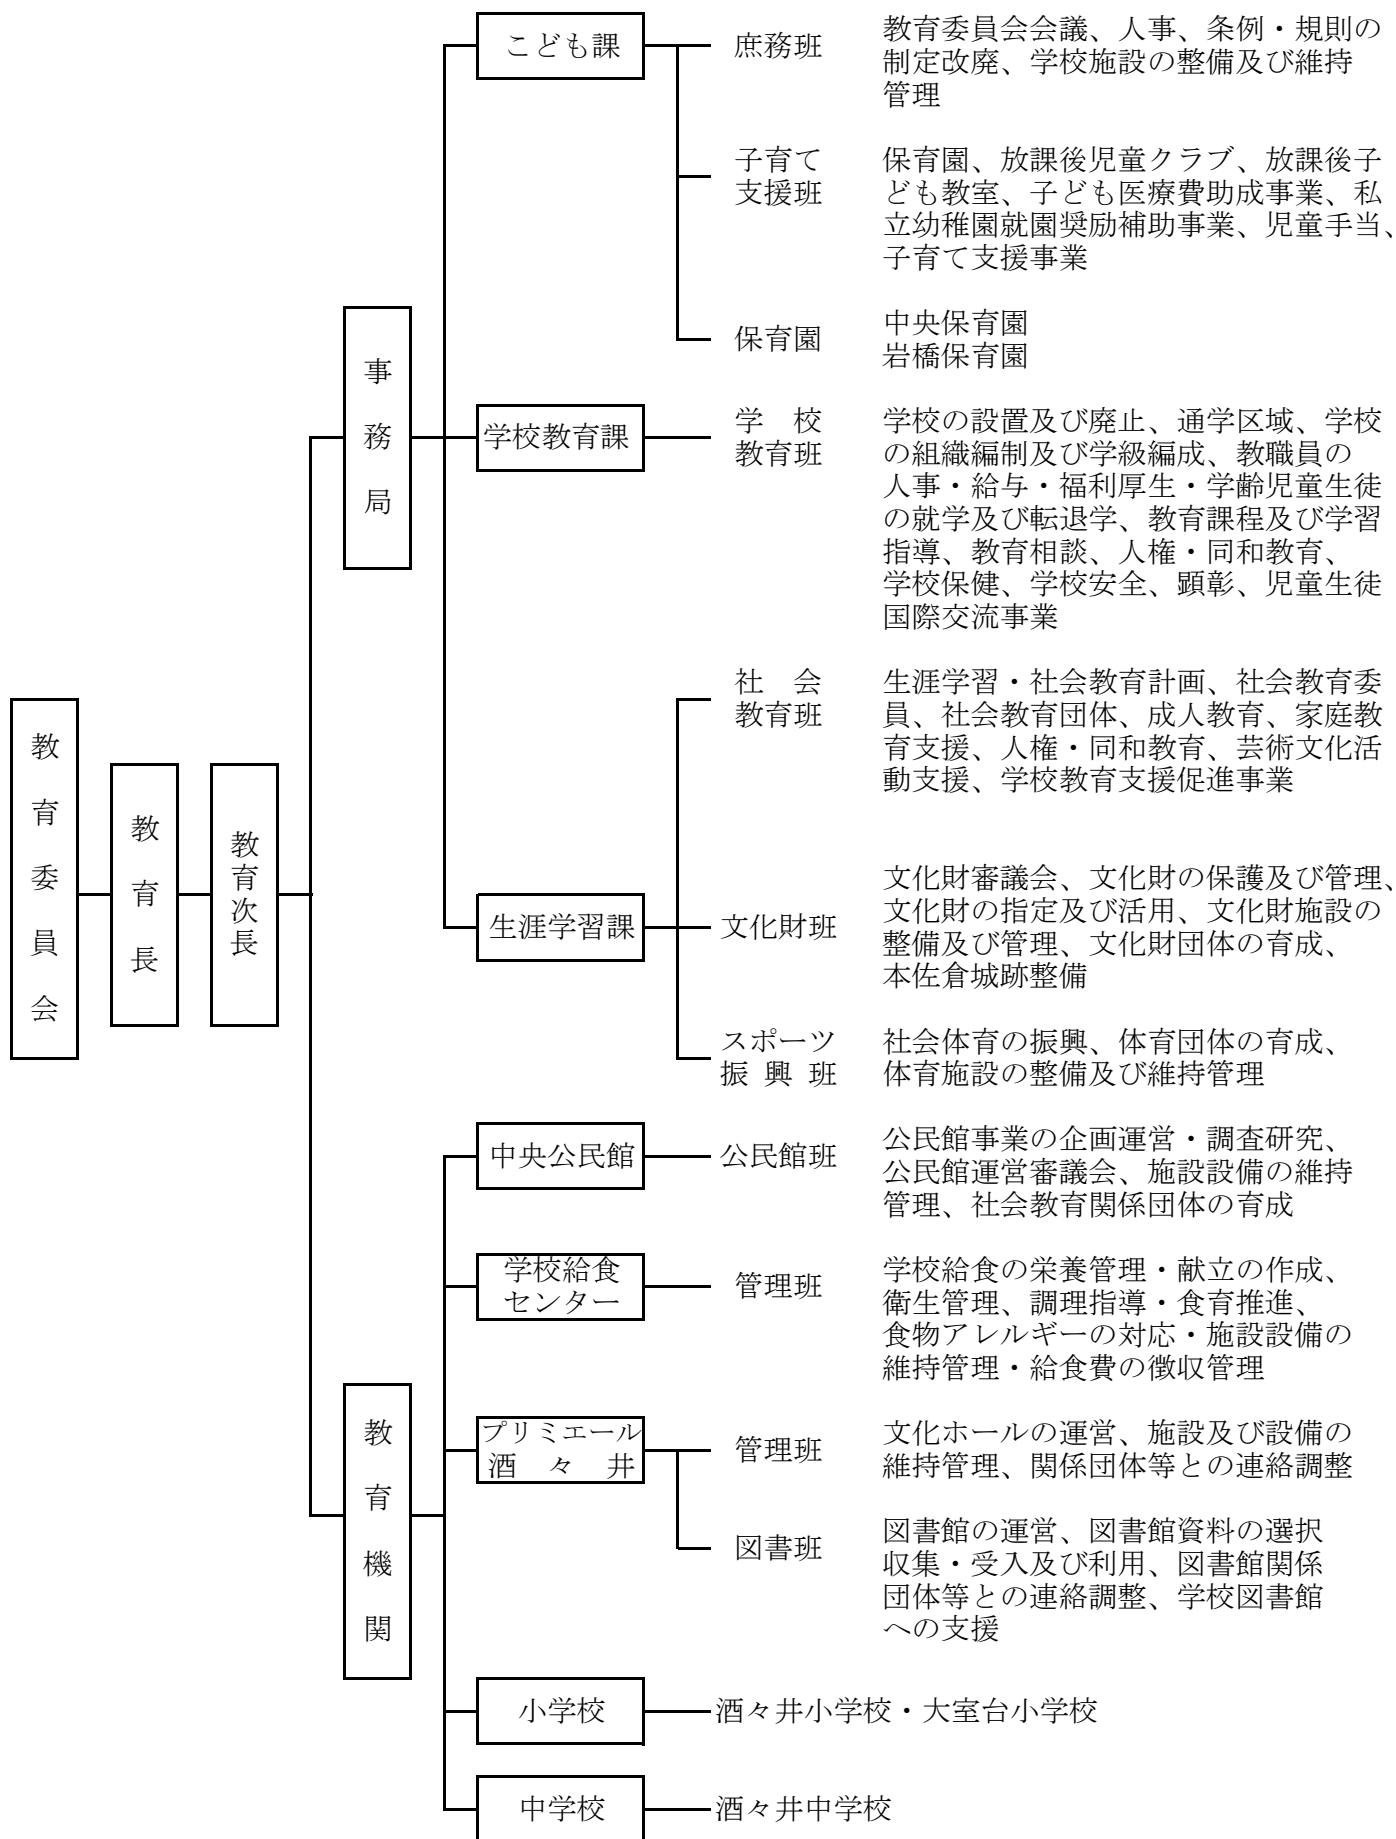 教育委員会
教育長
教育次長
事務局
こども課
庶務班
教育委員会会議、人事、条例・規則の
制定改廃、学校施設の整備及び維持
管理
子育て
支援班
保育園、放課後児童クラブ、放課後子
ども教室、子ども医療費助成事業、私
立幼稚園就園奨励補助事業、児童手当、
子育て支援事業
保育園
中央保育園
岩橋保育園
学校教育課
学　校
教育班
学校の設置及び廃止、通学区域、学校
の組織編制及び学級編成、教職員の
人事・給与・福利厚生・学齢児童生徒
の就学及び転退学、教育課程及び学習
指導、教育相談、人権・同和教育、
学校保健、学校安全、顕彰、児童生徒
国際交流事業
生涯学習課
社　会
教育班
生涯学習・社会教育計画、社会教育委
員、社会教育団体、成人教育、家庭教
育支援、人権・同和教育、芸術文化活
動支援、学校教育支援促進事業
文化財班
文化財審議会、文化財の保護及び管理、
文化財の指定及び活用、文化財施設の
整備及び管理、文化財団体の育成、
本佐倉城跡整備
スポーツ
振 興 班
社会体育の振興、体育団体の育成、
体育施設の整備及び維持管理
教育機関
中央公民館
公民館班
公民館事業の企画運営・調査研究、
公民館運営審議会、施設設備の維持
管理、社会教育関係団体の育成
学校給食
センター
管理班
学校給食の栄養管理・献立の作成、
衛生管理、調理指導・食育推進、
食物アレルギーの対応・施設設備の
維持管理・給食費の徴収管理
プリミエール
酒　々　井
管理班
文化ホールの運営、施設及び設備の
維持管理、関係団体等との連絡調整
図書班
図書館の運営、図書館資料の選択
収集・受入及び利用、図書館関係
団体等との連絡調整、学校図書館
への支援
小学校
酒々井小学校・大室台小学校
中学校
酒々井中学校